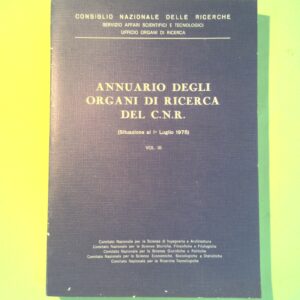 CONSIGLIO NAZIONALE DELLE RICERCHE
SERVIZIO AFFARI SCIENTIFICI E TECNOLOGICI
UFFICIO ORGANI DI RICERCA
ANNUARIO DEGLI
ORGANI DI RICERCA
DEL C.N.R.
(Situazione al 1º Luglio 1975)
VOL. III
Comitato Nazionale per le Scienze di Ingegneria e Architettura
Comitato Nazionale per le Scienze Storiche, Filosofiche e Filologiche
Comitato Nazionale per le Scienze Giuridiche e Politiche
Comitato Nazionale per le Scienze Economiche, Sociologiche e Statistiche
Comitato Nazionale per le Ricerche Tecnologiche